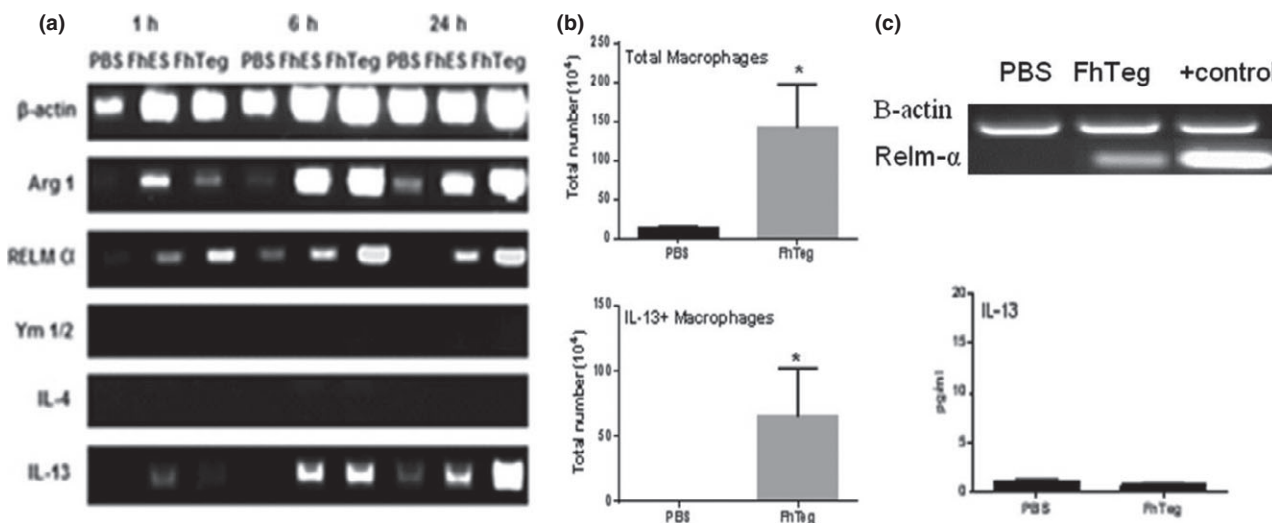 (a)
1 h 6 h 24 h
PBS FhES FhTeg PBS FhES FhTeg PBS FhES FhTeg
β-actin
Arg 1
RELM α
Ym 1/2
IL-4
IL-13
(b)
Total Macrophages
Total number (10⁴)
250
200
150
100
50
0
*
PBS FhTeg
IL-13+ Macrophages
Total number (10⁴)
150
100
50
0
*
PBS FhTeg
(c)
PBS FhTeg +control
B-actin
Relm-α
IL-13
pg/ml
20
15
10
5
0
PBS FhTeg